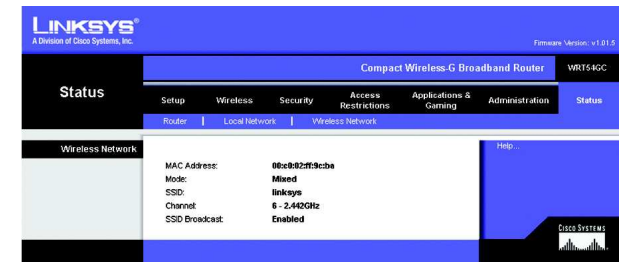 LINKSYS®
A Division of Cisco Systems, Inc.
Firmware Version: v1.01.5
Compact Wireless-G Broadband Router WRT54GC
Status
Setup Wireless Security Access Restrictions Applications & Gaming Administration Status
Router | Local Network | Wireless Network
Wireless Network
Help...
MAC Address: 00:c0:02:ff:9c:ba
Mode: Mixed
SSID: linksys
Channel: 6 - 2.442GHz
SSID Broadcast: Enabled
CISCO SYSTEMS